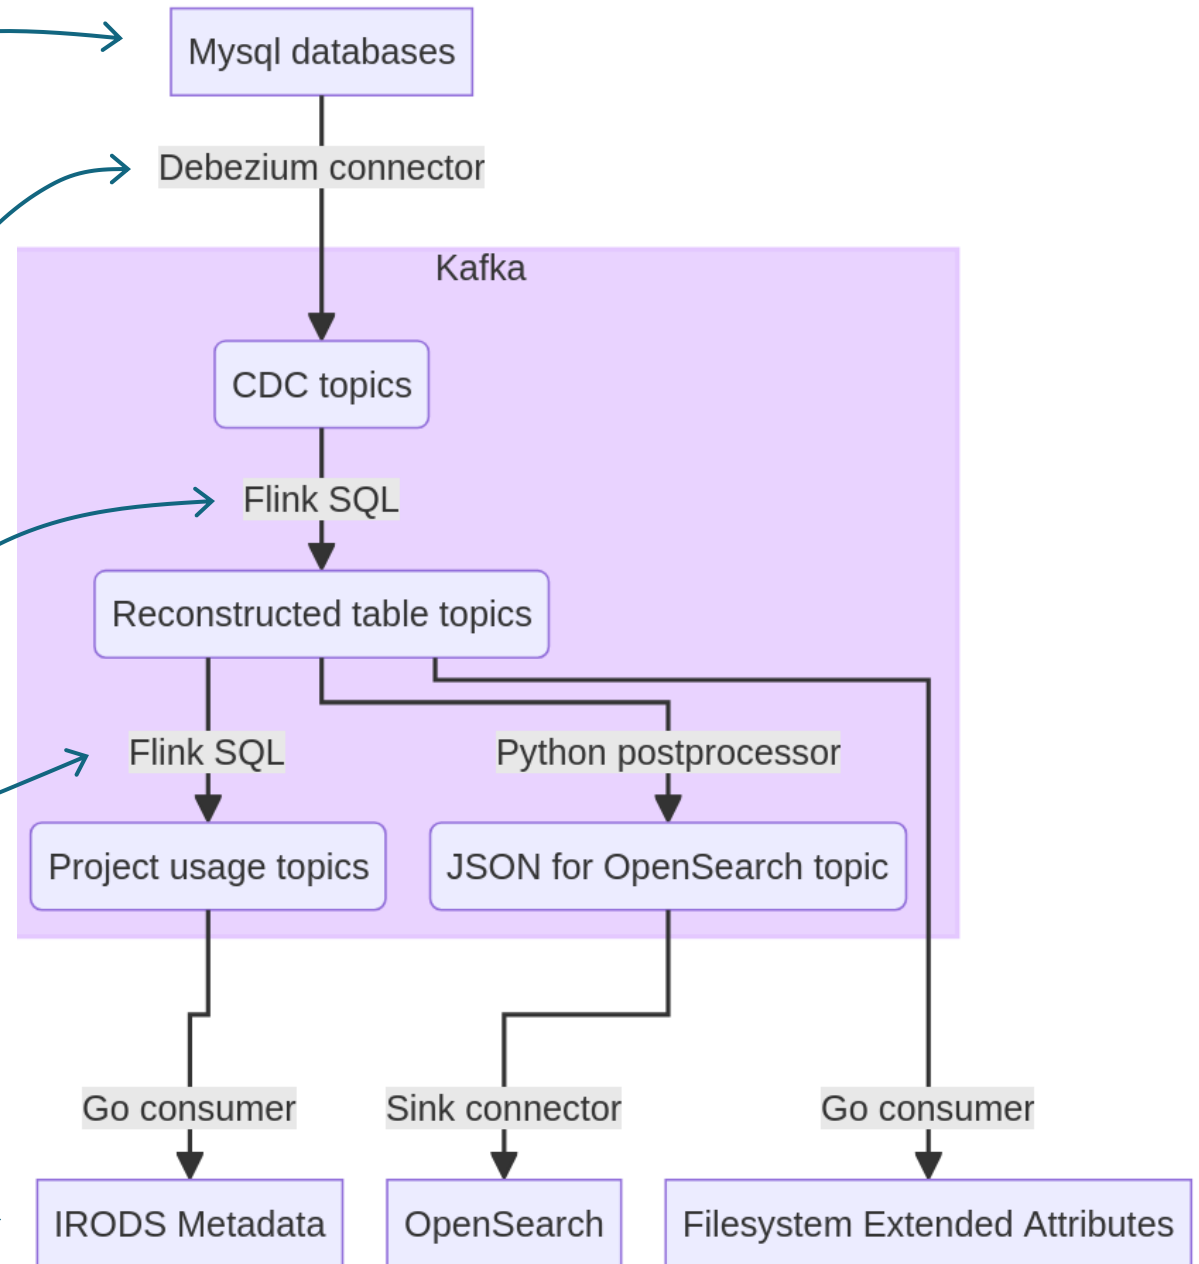 Mysql databases
Debezium connector
Kafka
CDC topics
Flink SQL
Reconstructed table topics
Flink SQL
Python postprocessor
Project usage topics
JSON for OpenSearch topic
Go consumer
Sink connector
Go consumer
IRODS Metadata
OpenSearch
Filesystem Extended Attributes